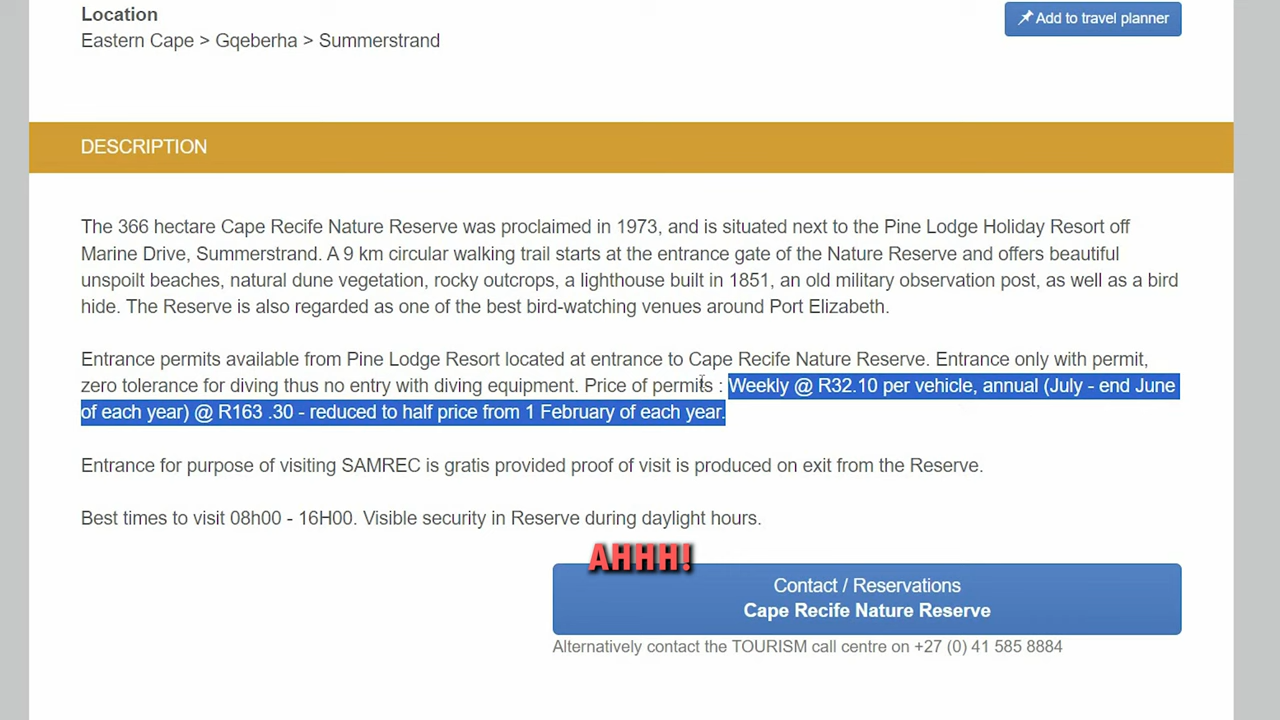 Location
Add to travel planner
Eastern Cape > Gqeberha > Summerstrand
DESCRIPTION
The 366 hectare Cape Recife Nature Reserve was proclaimed in 1973, and is situated next to the Pine Lodge Holiday Resort off
Marine Drive, Summerstrand. A 9 km circular walking trail starts at the entrance gate of the Nature Reserve and offers beautiful
unspoilt beaches, natural dune vegetation, rocky outcrops, a lighthouse built in 1851, an old military observation post, as well as a bird
hide. The Reserve is also regarded as one of the best bird-watching venues around Port Elizabeth.
Entrance permits available from Pine Lodge Resort located at entrance to Cape Recife Nature Reserve. Entrance only with permit,
zero tolerance for diving thus no entry with diving equipment. Price of permits : Weekly @ R32.10 per vehicle, annual (July - end June
of each year) @ R163 .30 - reduced to half price from 1 February of each year.
Entrance for purpose of visiting SAMREC is gratis provided proof of visit is produced on exit from the Reserve.
Best times to visit 08h00 - 16H00. Visible security in Reserve during daylight hours.
AHHH!
Contact / Reservations
Cape Recife Nature Reserve
Alternatively contact the TOURISM call centre on +27 (0) 41 585 8884